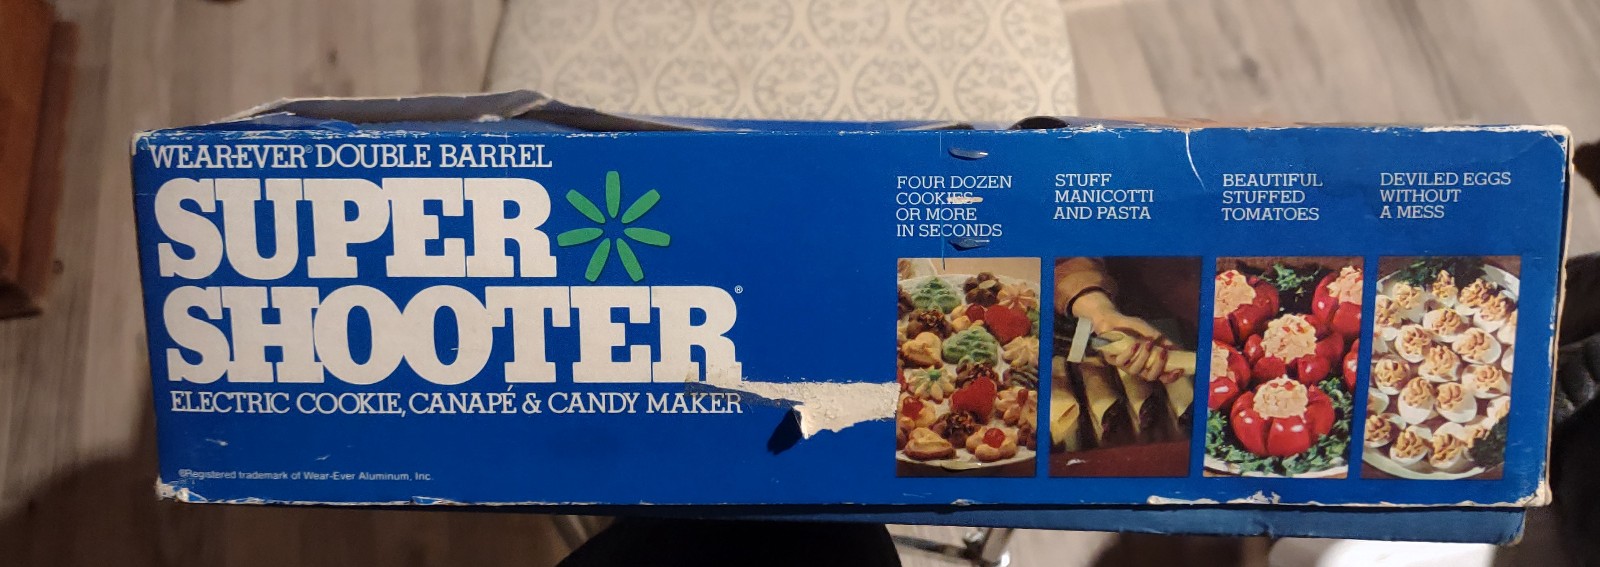 WEAR-EVER® DOUBLE BARREL
SUPER
SHOOTER®
ELECTRIC COOKIE, CANAPÉ & CANDY MAKER
®Registered trademark of Wear-Ever Aluminum, Inc.
FOUR DOZEN
COOKIES
OR MORE
IN SECONDS
STUFF
MANICOTTI
AND PASTA
BEAUTIFUL
STUFFED
TOMATOES
DEVILED EGGS
WITHOUT
A MESS